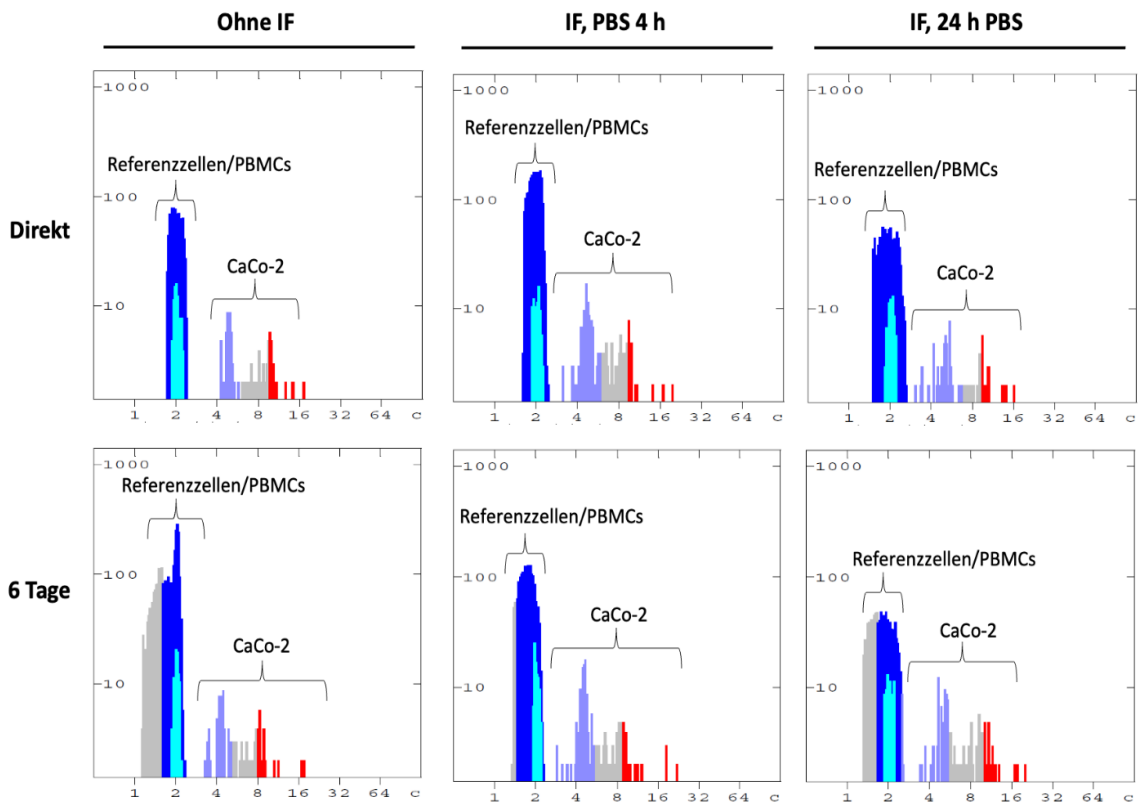 Ohne IF
IF, PBS 4 h
IF, 24 h PBS
Direkt
1000
Referenzzellen/PBMCs
100
CaCo-2
10
1 2 4 8 16 32 64 c
1000
Referenzzellen/PBMCs
100
CaCo-2
10
1 2 4 8 16 32 64 c
1000
Referenzzellen/PBMCs
100
CaCo-2
10
1 2 4 8 16 32 64 c
6 Tage
1000
Referenzzellen/PBMCs
100
CaCo-2
10
1 2 4 8 16 32 64 c
1000
Referenzzellen/PBMCs
100
CaCo-2
10
1 2 4 8 16 32 64 c
1000
Referenzzellen/PBMCs
100
CaCo-2
10
1 2 4 8 16 32 64 c